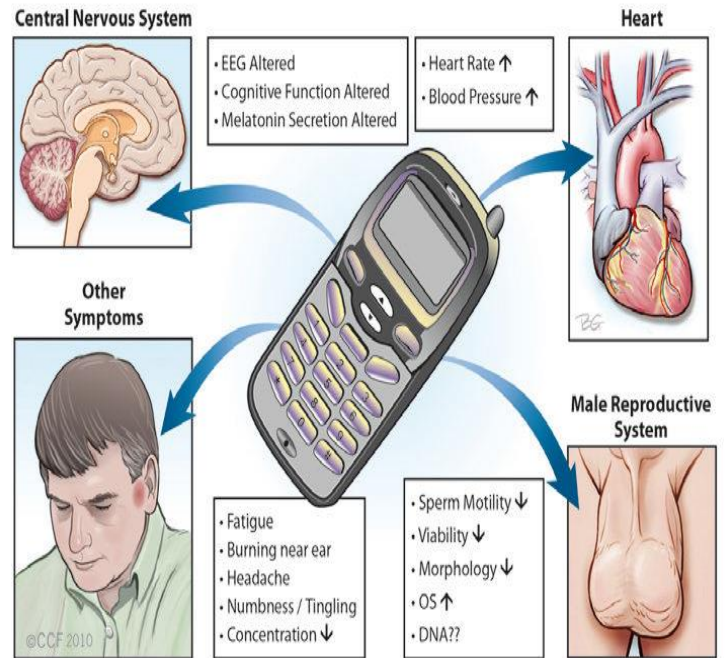 Central Nervous System
• EEG Altered
• Cognitive Function Altered
• Melatonin Secretion Altered
• Heart Rate ↑
• Blood Pressure ↑
Heart
BG
Other
Symptoms
• Fatigue
• Burning near ear
• Headache
• Numbness / Tingling
• Concentration ↓
• Sperm Motility ↓
• Viability ↓
• Morphology ↓
• OS ↑
• DNA??
Male Reproductive
System
©CCF 2010